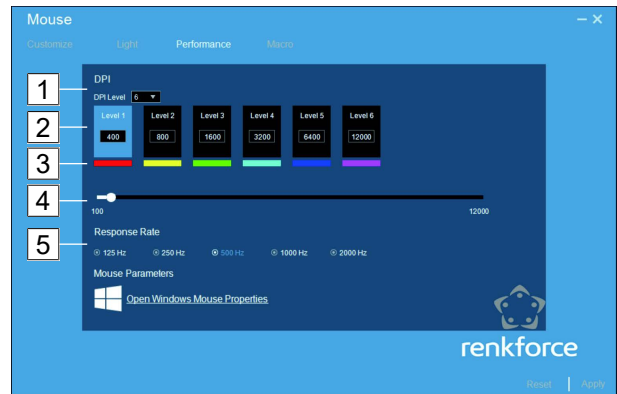 Mouse
Customize Light Performance Macro
DPI
1 DPI Level 6
2 Level 1 Level 2 Level 3 Level 4 Level 5 Level 6
400 800 1600 3200 6400 12000
3
4
100 12000
Response Rate
5 125 Hz 250 Hz 500 Hz 1000 Hz 2000 Hz
Mouse Parameters
Open Windows Mouse Properties
renkforce
Reset Apply